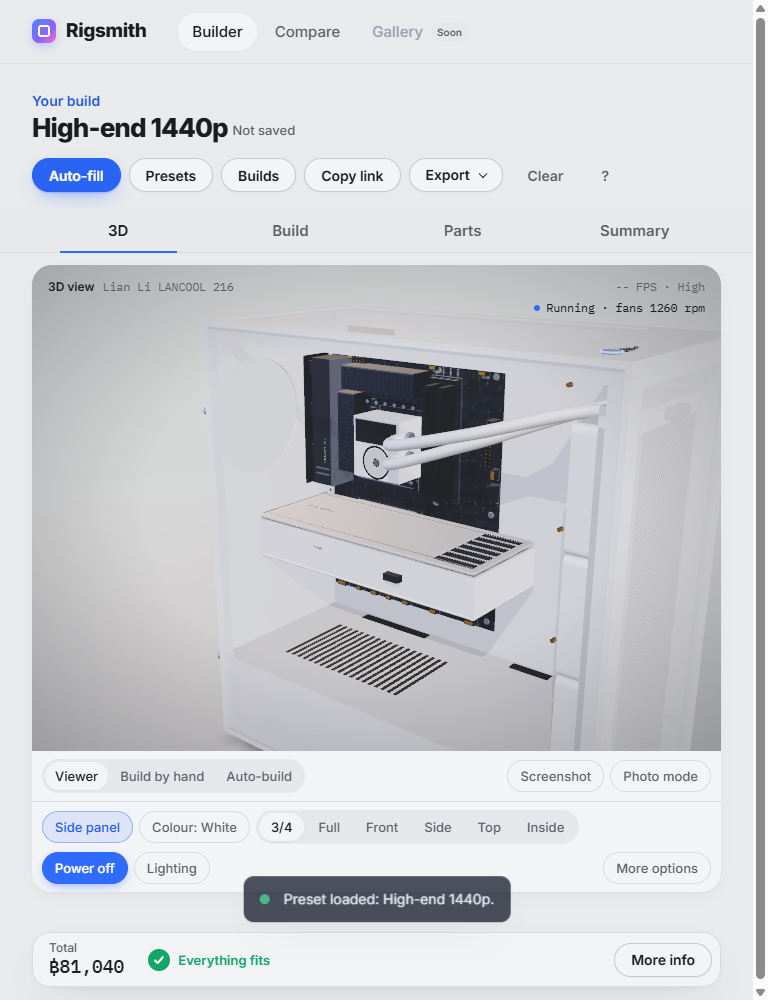 Rigsmith Builder Compare Gallery Soon
Your build
High-end 1440p Not saved
Auto-fill Presets Builds Copy link Export Clear ?
3D Build Parts Summary
3D view Lian Li LANCOOL 216 -- FPS · High
Running · fans 1260 rpm
Viewer Build by hand Auto-build Screenshot Photo mode
Side panel Colour: White 3/4 Full Front Side Top Inside
Power off Lighting More options
Preset loaded: High-end 1440p.
Total
฿81,040 Everything fits More info